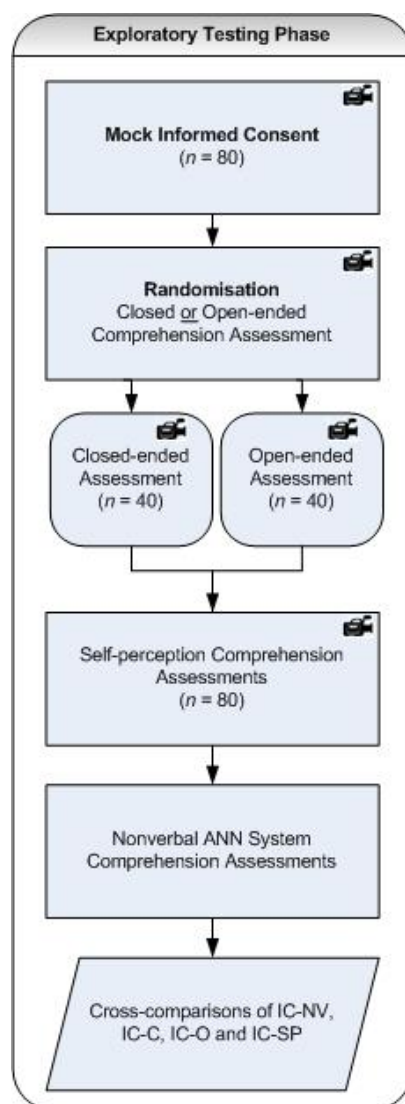 Exploratory Testing Phase
Mock Informed Consent
(n = 80)
Randomisation
Closed or Open-ended
Comprehension Assessment
Closed-ended
Assessment
(n = 40)
Open-ended
Assessment
(n = 40)
Self-perception Comprehension
Assessments
(n = 80)
Nonverbal ANN System
Comprehension Assessments
Cross-comparisons of IC-NV,
IC-C, IC-O and IC-SP